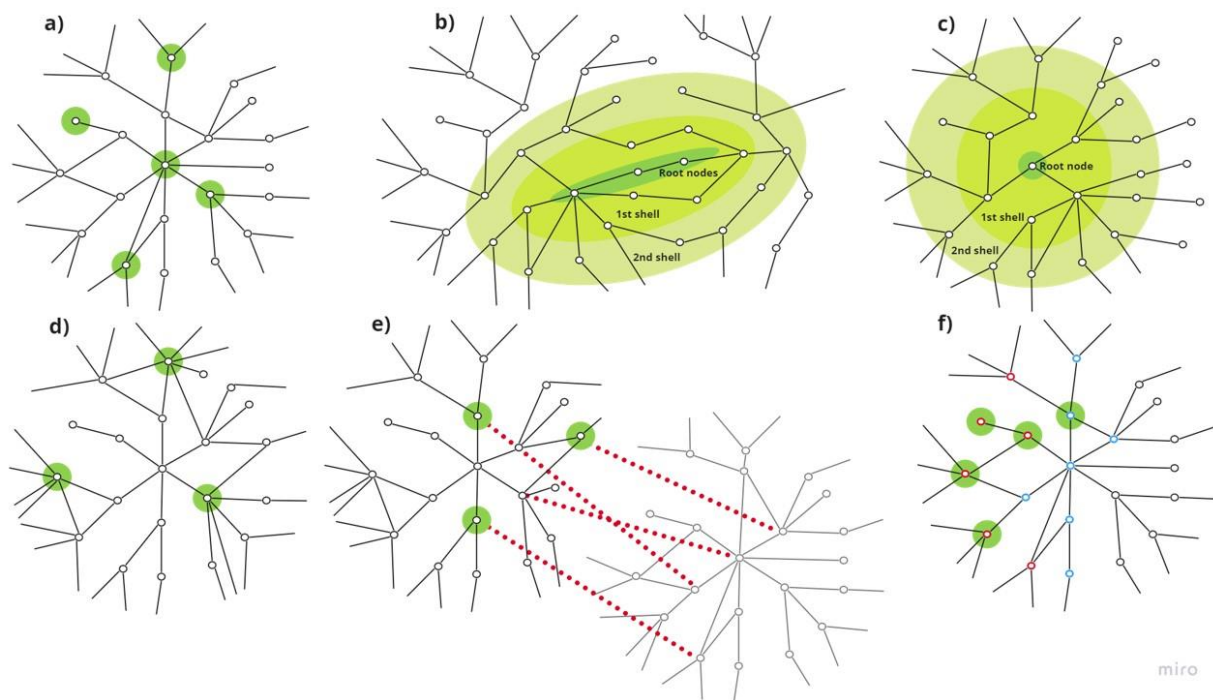 a)
b)
c)
Root nodes
1st shell
2nd shell
Root node
1st shell
2nd shell
d)
e)
f)
miro